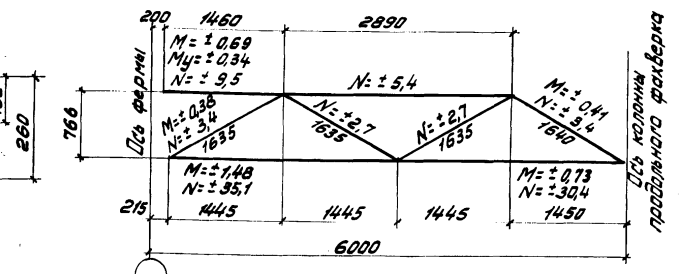 200 1460 2890
M= ± 0,69
Mу= ± 0,34
N= ± 9,5
N= ± 5,4
Ось фермы
260
766
M= ± 0,38
N= ± 3,4
1635
N= ±2,7
1635
N= ±2,7
1635
M= ± 0,41
N= ± 3,4
1640
Ось колонны
продольного фахверка
M= ± 1,48
N= ± 35,1
M= ± 0,73
N= ± 30,4
215 1445 1445 1445 1450
6000